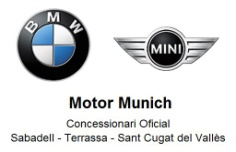 BMW
MINI
Motor Munich
Concessionari Oficial
Sabadell - Terrassa - Sant Cugat del Vallès